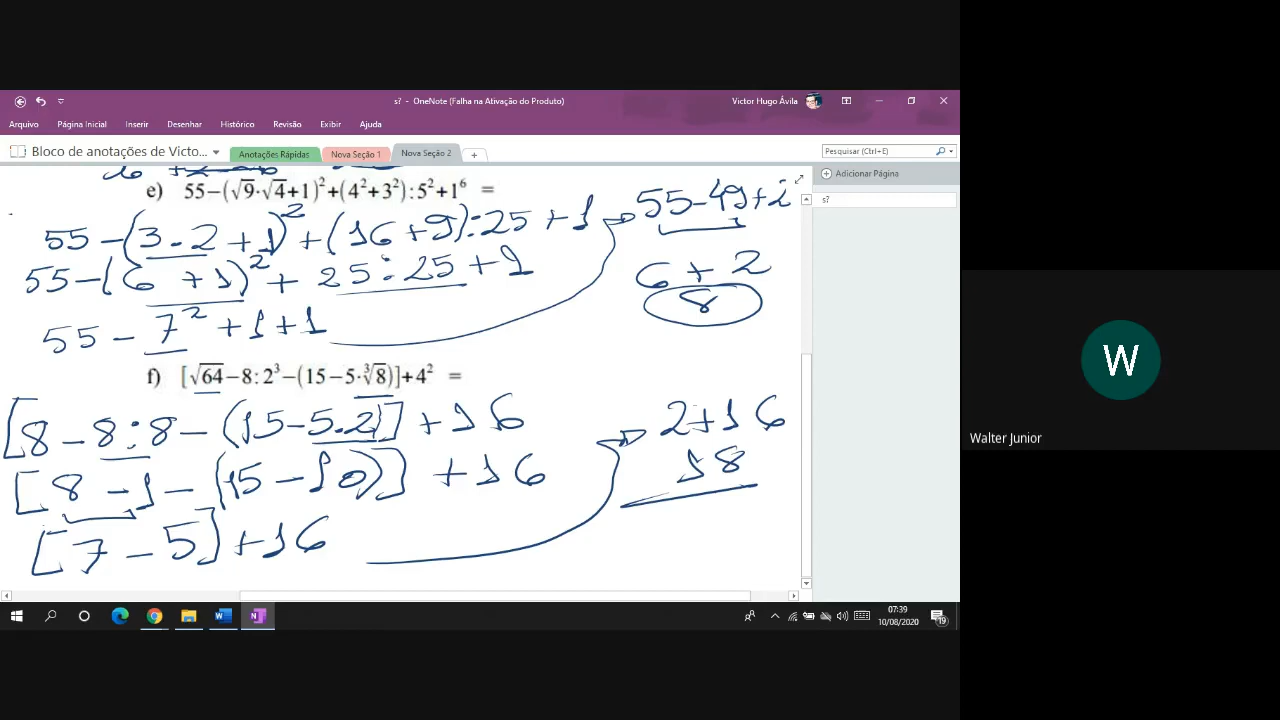 s? - OneNote (Falha na Ativação do Produto)
Victor Hugo Ávila
Arquivo Página Inicial Inserir Desenhar Histórico Revisão Exibir Ajuda
Bloco de anotações de Victo...
Anotações Rápidas Nova Seção 1 Nova Seção 2 +
Pesquisar (Ctrl+E)
Adicionar Página
s?
e) 55−(√9·√4+1)²+(4²+3²):5²+1⁶ =
55-(3·2+1)²+(16+9):25+1
55-(6+1)²+25:25+1
55-7²+1+1
55-49+2
6+2
8
f) [√64−8:2³−(15−5·∛8)]+4² =
[8-8:8-(15-5·2)]+16
[8-1-(15-10)]+16
[7-5]+16
2+16
18
Walter Junior
W
07:39
10/08/2020
19